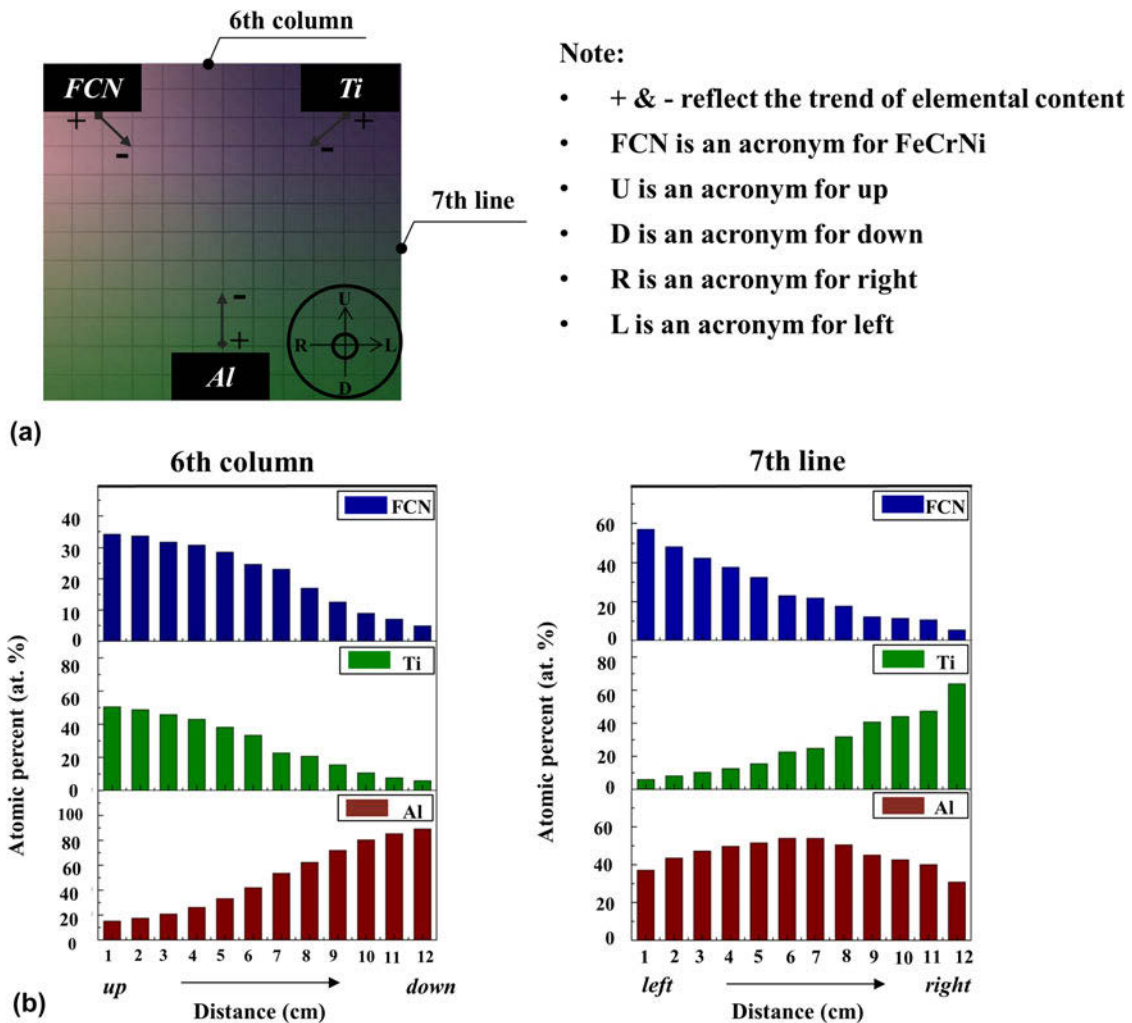 6th column
FCN
Ti
+
+
-
-
7th line
-
+
Al
U
R
L
D
Note:
• + & - reflect the trend of elemental content
• FCN is an acronym for FeCrNi
• U is an acronym for up
• D is an acronym for down
• R is an acronym for right
• L is an acronym for left
(a)
6th column
Atomic percent (at. %)
FCN
40
30
20
10
0
Ti
80
60
40
20
0
Al
100
80
60
40
20
0
1 2 3 4 5 6 7 8 9 10 11 12
up down
Distance (cm)
7th line
Atomic percent (at. %)
FCN
60
40
20
0
Ti
80
60
40
20
0
Al
60
40
20
0
1 2 3 4 5 6 7 8 9 10 11 12
left right
Distance (cm)
(b)